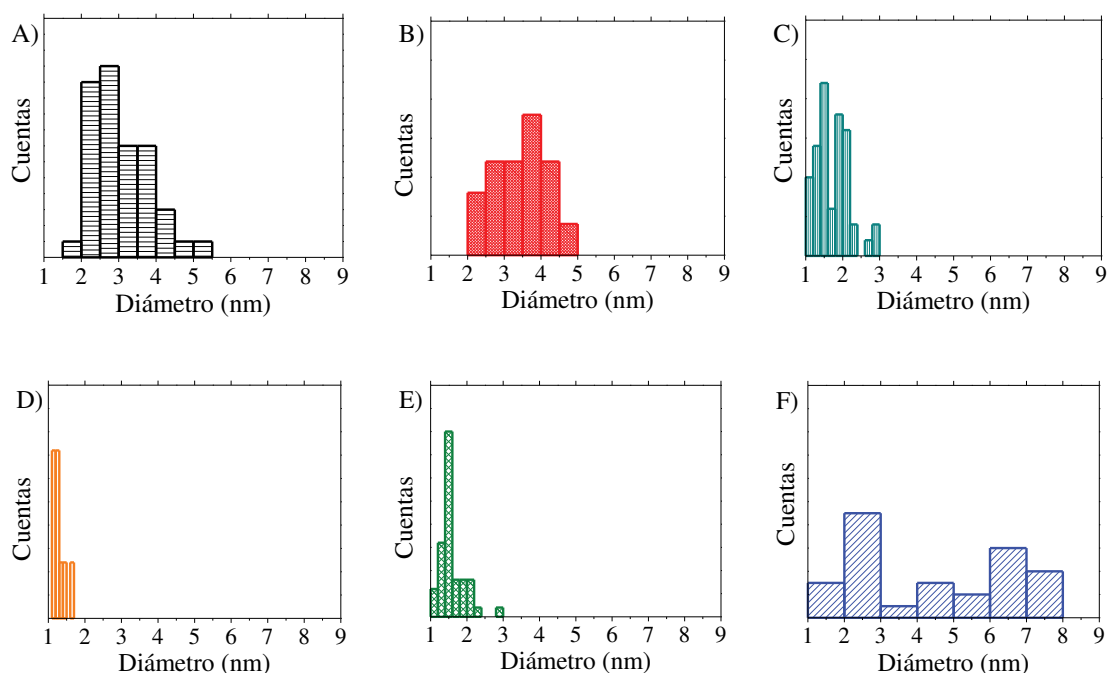 A)
Cuentas
1 2 3 4 5 6 7 8 9
Diámetro (nm)
B)
Cuentas
1 2 3 4 5 6 7 8 9
Diámetro (nm)
C)
Cuentas
1 2 3 4 5 6 7 8 9
Diámetro (nm)
D)
Cuentas
1 2 3 4 5 6 7 8 9
Diámetro (nm)
E)
Cuentas
1 2 3 4 5 6 7 8 9
Diámetro (nm)
F)
Cuentas
1 2 3 4 5 6 7 8 9
Diámetro (nm)